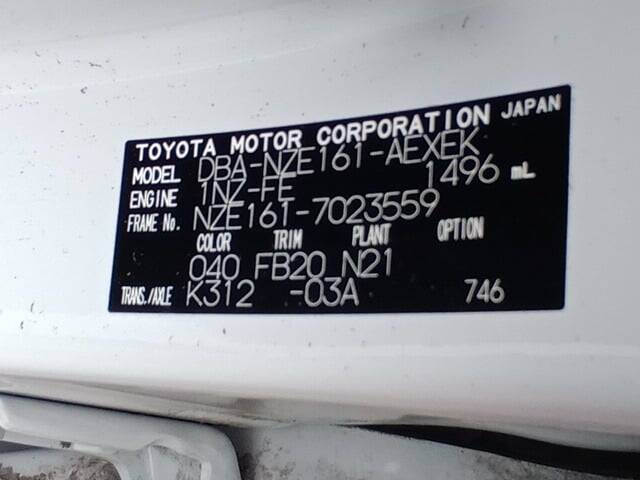 TOYOTA MOTOR CORPORATION JAPAN
MODEL DBA-NZE161-AEXEK
ENGINE 1NZ-FE 1496 mL
FRAME No. NZE161-7023559
COLOR TRIM PLANT OPTION
040 FB20 N21
TRANS./AXLE K312 -03A 746